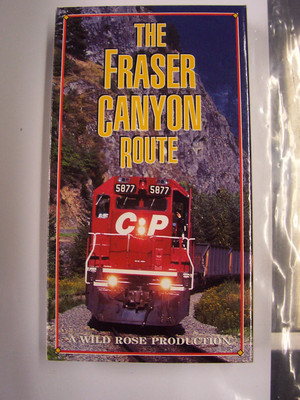 THE
FRASER
CANYON
ROUTE
5877 5877
CP
A WILD ROSE PRODUCTION